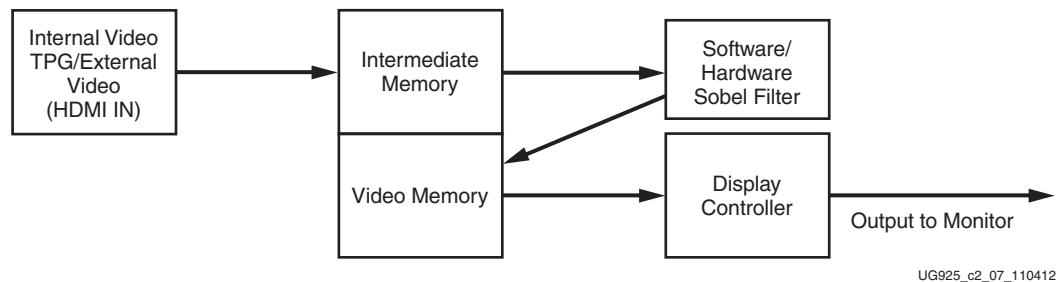 Internal Video
TPG/External
Video
(HDMI IN)
Intermediate
Memory
Software/
Hardware
Sobel Filter
Video Memory
Display
Controller
Output to Monitor
UG925_c2_07_110412